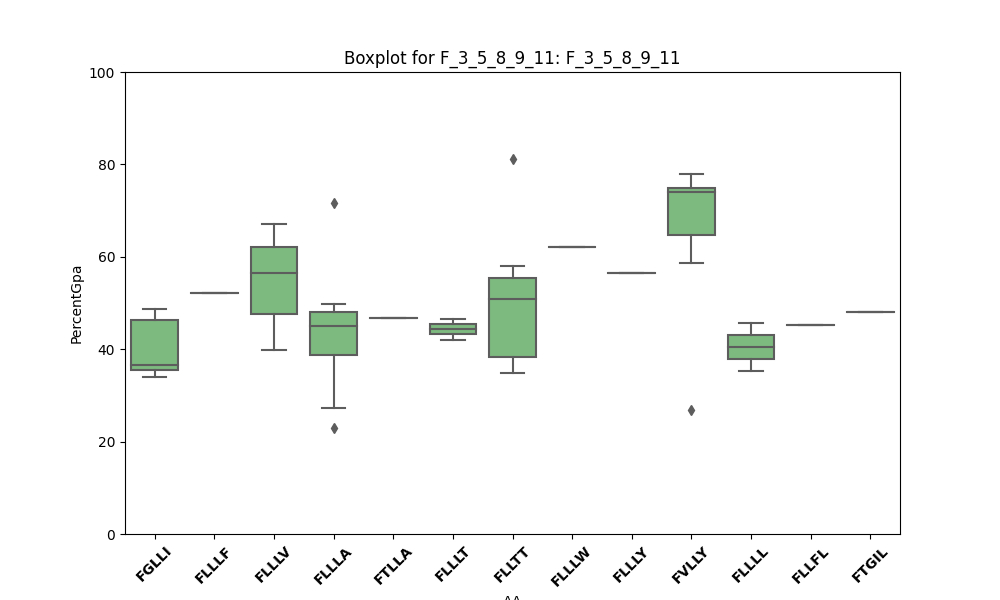 Boxplot for F_3_5_8_9_11: F_3_5_8_9_11
PercentGpa
100
80
60
40
20
0
FGLLI
FLLLF
FLLLV
FLLLA
FTLLA
FLLLT
FLLTT
FLLLW
FLLLY
FVLLY
FLLLL
FLLFL
FTGIL
AA